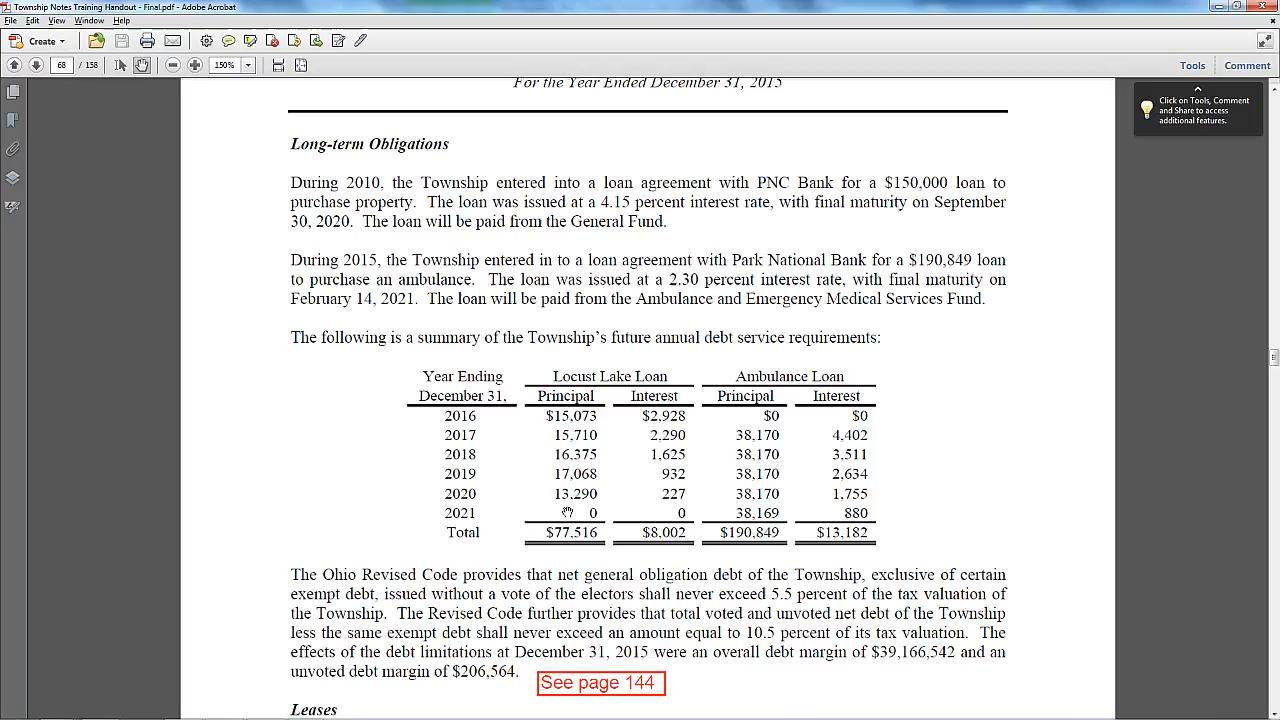 Township Notes Training Handout - Final.pdf - Adobe Acrobat
File Edit View Window Help
Create
68 / 158 150% Tools Comment
For the Year Ended December 31, 2015
Click on Tools, Comment
and Share to access
additional features.
Long-term Obligations
During 2010, the Township entered into a loan agreement with PNC Bank for a $150,000 loan to
purchase property. The loan was issued at a 4.15 percent interest rate, with final maturity on September
30, 2020. The loan will be paid from the General Fund.
During 2015, the Township entered in to a loan agreement with Park National Bank for a $190,849 loan
to purchase an ambulance. The loan was issued at a 2.30 percent interest rate, with final maturity on
February 14, 2021. The loan will be paid from the Ambulance and Emergency Medical Services Fund.
The following is a summary of the Township's future annual debt service requirements:
Year Ending Locust Lake Loan Ambulance Loan
December 31, Principal Interest Principal Interest
2016 $15,073 $2,928 $0 $0
2017 15,710 2,290 38,170 4,402
2018 16,375 1,625 38,170 3,511
2019 17,068 932 38,170 2,634
2020 13,290 227 38,170 1,755
2021 0 0 38,169 880
Total $77,516 $8,002 $190,849 $13,182
The Ohio Revised Code provides that net general obligation debt of the Township, exclusive of certain
exempt debt, issued without a vote of the electors shall never exceed 5.5 percent of the tax valuation of
the Township. The Revised Code further provides that total voted and unvoted net debt of the Township
less the same exempt debt shall never exceed an amount equal to 10.5 percent of its tax valuation. The
effects of the debt limitations at December 31, 2015 were an overall debt margin of $39,166,542 and an
unvoted debt margin of $206,564.
See page 144
Leases